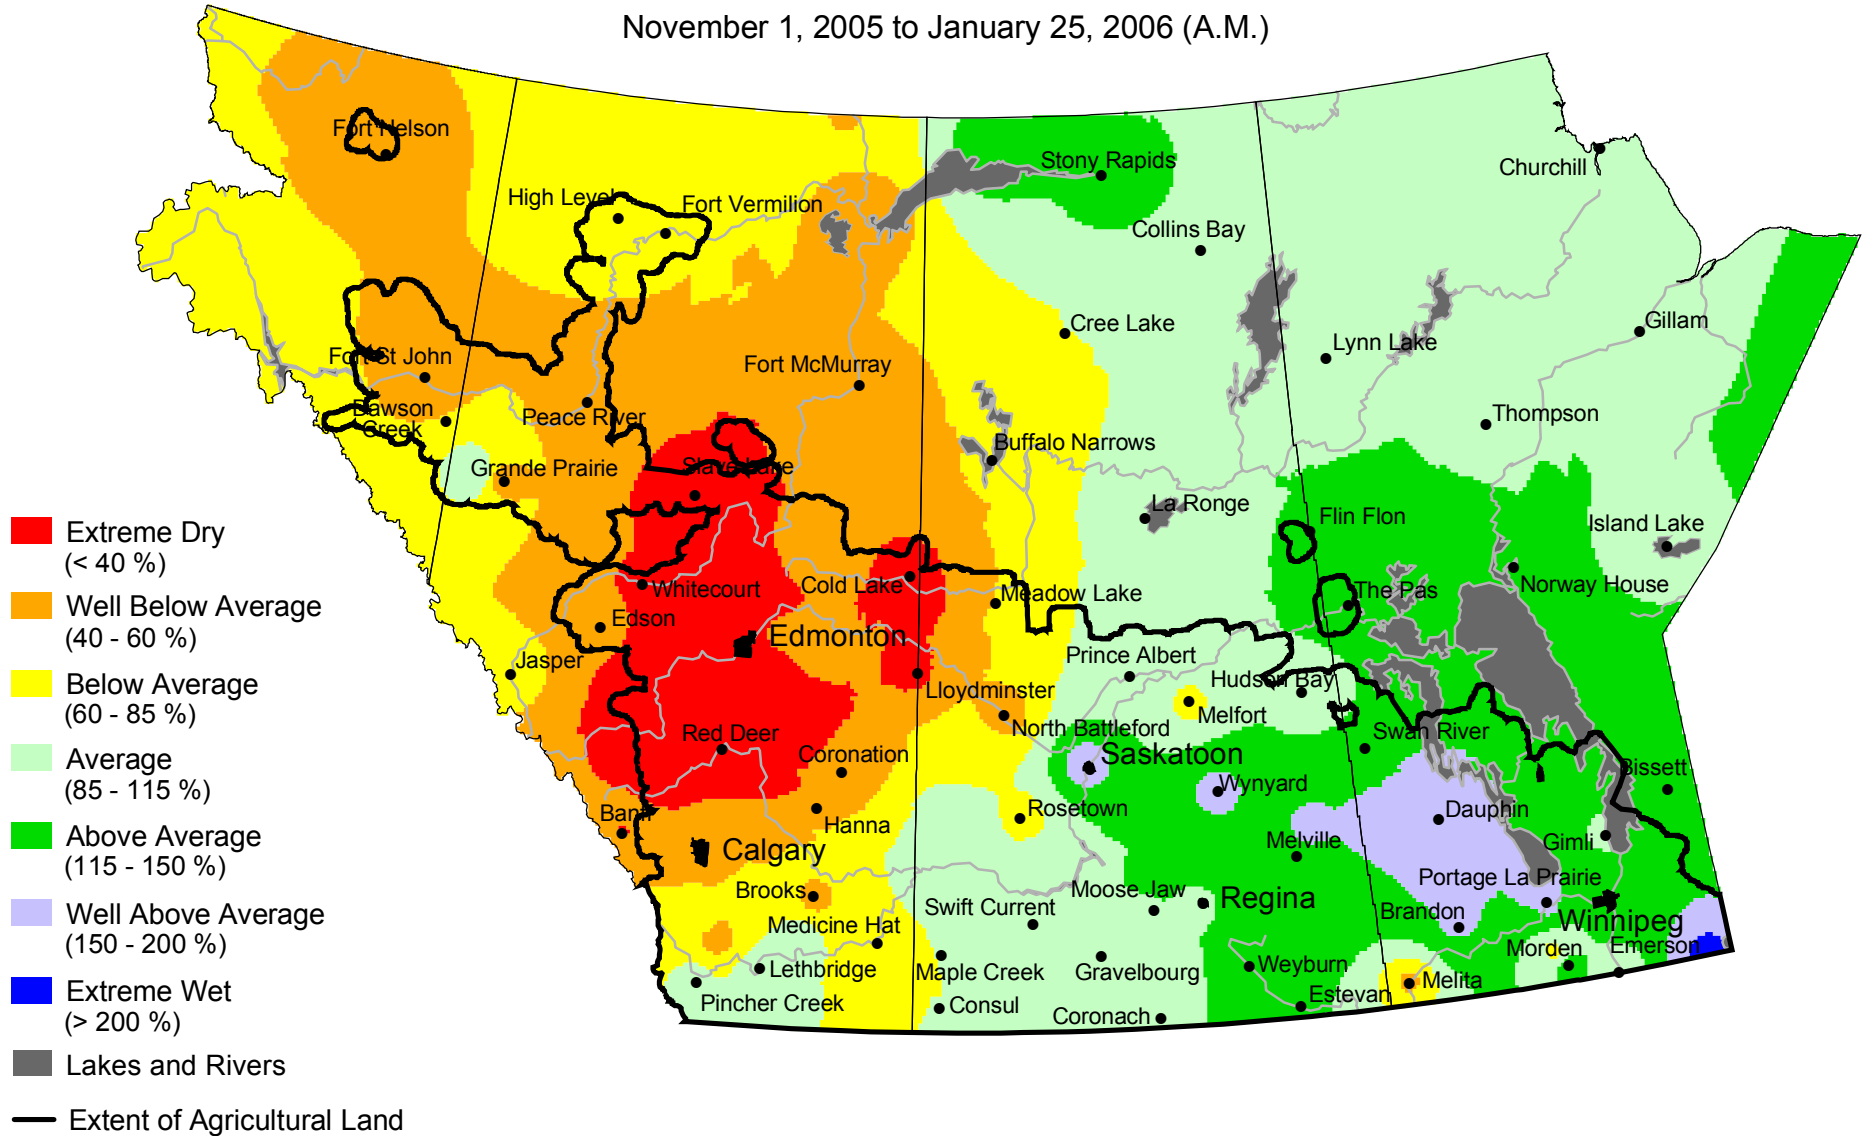 November 1, 2005 to January 25, 2006 (A.M.)
Fort Nelson
Stony Rapids
Churchill
High Level
Fort Vermilion
Collins Bay
Cree Lake
Gillam
Lynn Lake
Fort St John
Fort McMurray
Dawson
Creek
Peace River
Thompson
Buffalo Narrows
Grande Prairie
Slave Lake
La Ronge
Flin Flon
Island Lake
Whitecourt
Cold Lake
Meadow Lake
The Pas
Norway House
Edson
Edmonton
Jasper
Prince Albert
Hudson Bay
Lloydminster
Melfort
North Battleford
Swan River
Red Deer
Coronation
Saskatoon
Bissett
Wynyard
Banff
Hanna
Rosetown
Dauphin
Melville
Gimli
Calgary
Portage La Prairie
Brooks
Moose Jaw
Regina
Swift Current
Brandon
Winnipeg
Medicine Hat
Morden
Emerson
Lethbridge
Maple Creek
Gravelbourg
Weyburn
Melita
Pincher Creek
Consul
Coronach
Estevan
Extreme Dry
(< 40 %)
Well Below Average
(40 - 60 %)
Below Average
(60 - 85 %)
Average
(85 - 115 %)
Above Average
(115 - 150 %)
Well Above Average
(150 - 200 %)
Extreme Wet
(> 200 %)
Lakes and Rivers
Extent of Agricultural Land